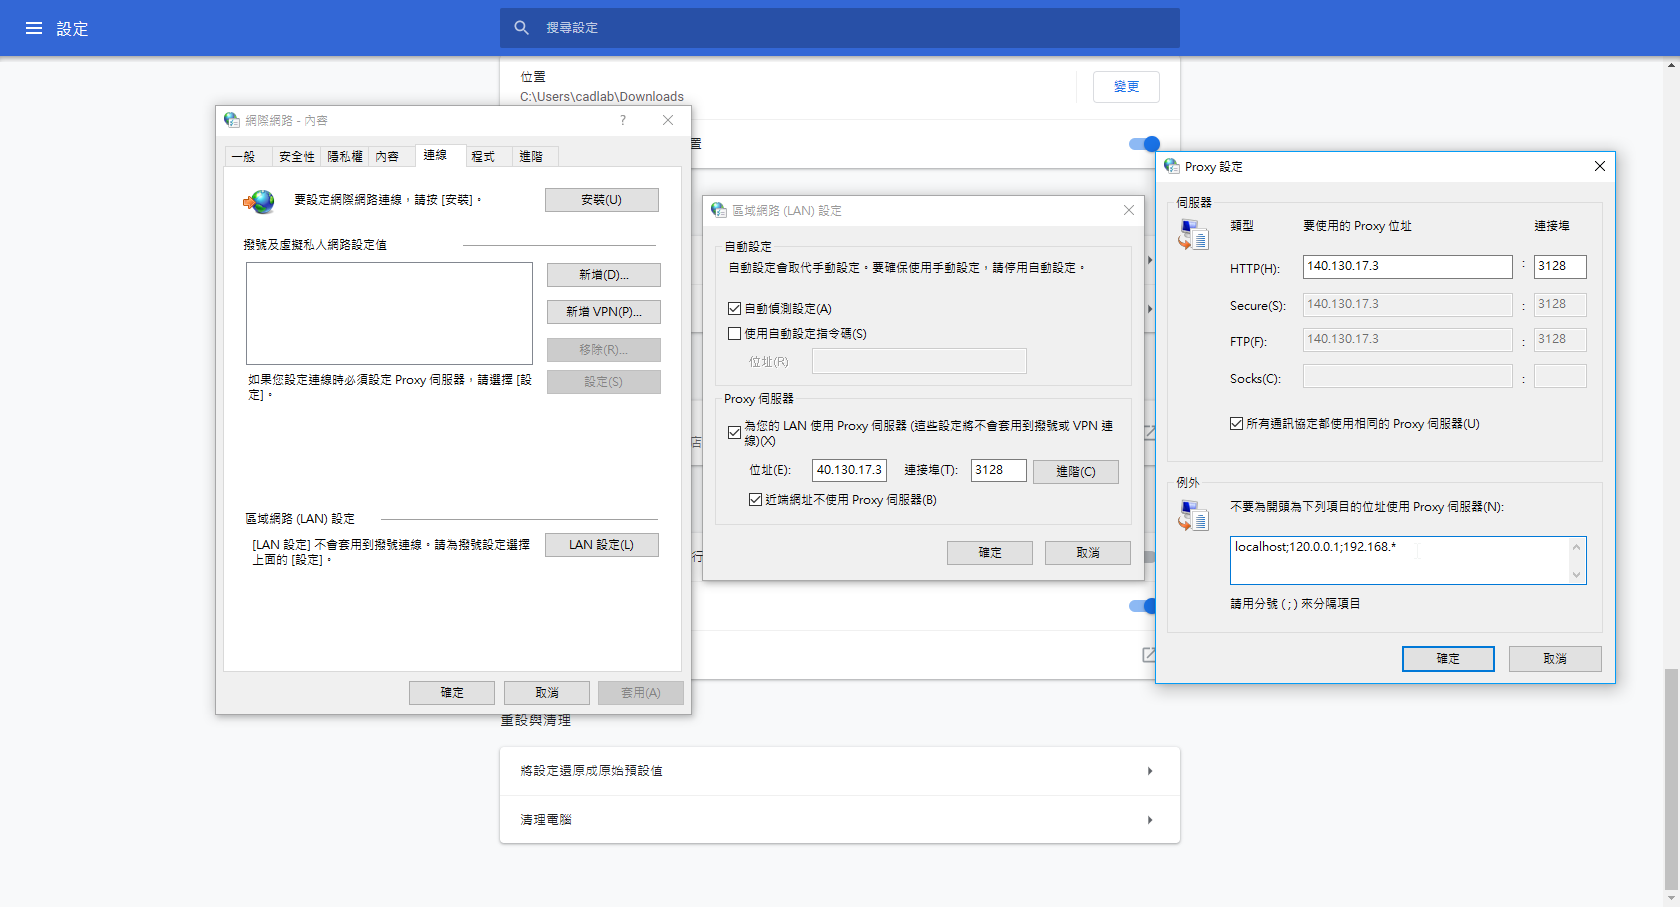 設定
搜尋設定
位置
C:\Users\cadlab\Downloads
變更
置
網際網路 - 內容
?
一般
安全性
隱私權
內容
連線
程式
進階
要設定網際網路連線，請按 [安裝]。
安裝(U)
撥號及虛擬私人網路設定值
新增(D)...
新增 VPN(P)...
移除(R)...
設定(S)
如果您設定連線時必須設定 Proxy 伺服器，請選擇 [設
定]。
區域網路 (LAN) 設定
[LAN 設定] 不會套用到撥號連線。請為撥號設定選擇
上面的 [設定]。
LAN 設定(L)
確定
取消
套用(A)
區域網路 (LAN) 設定
自動設定
自動設定會取代手動設定。要確保使用手動設定，請停用自動設定。
自動偵測設定(A)
使用自動設定指令碼(S)
位址(R)
Proxy 伺服器
為您的 LAN 使用 Proxy 伺服器 (這些設定將不會套用到撥號或 VPN 連
線)(X)
位址(E):
40.130.17.3
連接埠(T):
3128
進階(C)
近端網址不使用 Proxy 伺服器(B)
確定
取消
店
行
Proxy 設定
伺服器
類型
要使用的 Proxy 位址
連接埠
HTTP(H):
140.130.17.3
:
3128
Secure(S):
140.130.17.3
:
3128
FTP(F):
140.130.17.3
:
3128
Socks(C):
:
所有通訊協定都使用相同的 Proxy 伺服器(U)
例外
不要為開頭為下列項目的位址使用 Proxy 伺服器(N):
localhost;120.0.0.1;192.168.*
請用分號 ( ; ) 來分隔項目
確定
取消
重設與清理
將設定還原成原始預設值
清理電腦